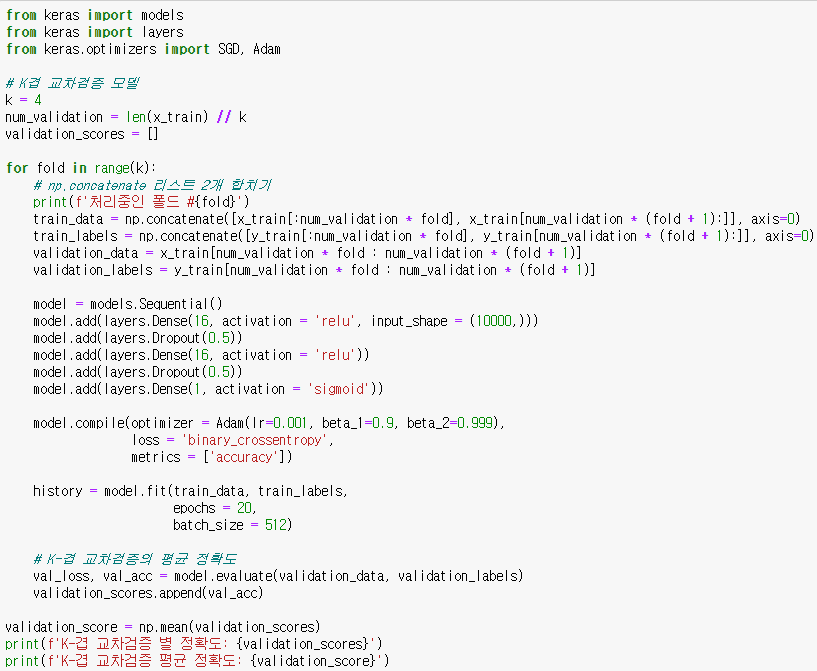 from keras import models
from keras import layers
from keras.optimizers import SGD, Adam
# K겹 교차검증 모델
k = 4
num_validation = len(x_train) // k
validation_scores = []
for fold in range(k):
    # np.concatenate 리스트 2개 합치기
    print(f'처리중인 폴드 #{fold}')
    train_data = np.concatenate([x_train[:num_validation * fold], x_train[num_validation * (fold + 1):]], axis=0)
    train_labels = np.concatenate([y_train[:num_validation * fold], y_train[num_validation * (fold + 1):]], axis=0)
    validation_data = x_train[num_validation * fold : num_validation * (fold + 1)]
    validation_labels = y_train[num_validation * fold : num_validation * (fold + 1)]
    model = models.Sequential()
    model.add(layers.Dense(16, activation = 'relu', input_shape = (10000,)))
    model.add(layers.Dropout(0.5))
    model.add(layers.Dense(16, activation = 'relu'))
    model.add(layers.Dropout(0.5))
    model.add(layers.Dense(1, activation = 'sigmoid'))
    model.compile(optimizer = Adam(lr=0.001, beta_1=0.9, beta_2=0.999),
                  loss = 'binary_crossentropy',
                  metrics = ['accuracy'])
    history = model.fit(train_data, train_labels,
                        epochs = 20,
                        batch_size = 512)
    # K-겹 교차검증의 평균 정확도
    val_loss, val_acc = model.evaluate(validation_data, validation_labels)
    validation_scores.append(val_acc)
validation_score = np.mean(validation_scores)
print(f'K-겹 교차검증 별 정확도: {validation_scores}')
print(f'K-겹 교차검증 평균 정확도: {validation_score}')